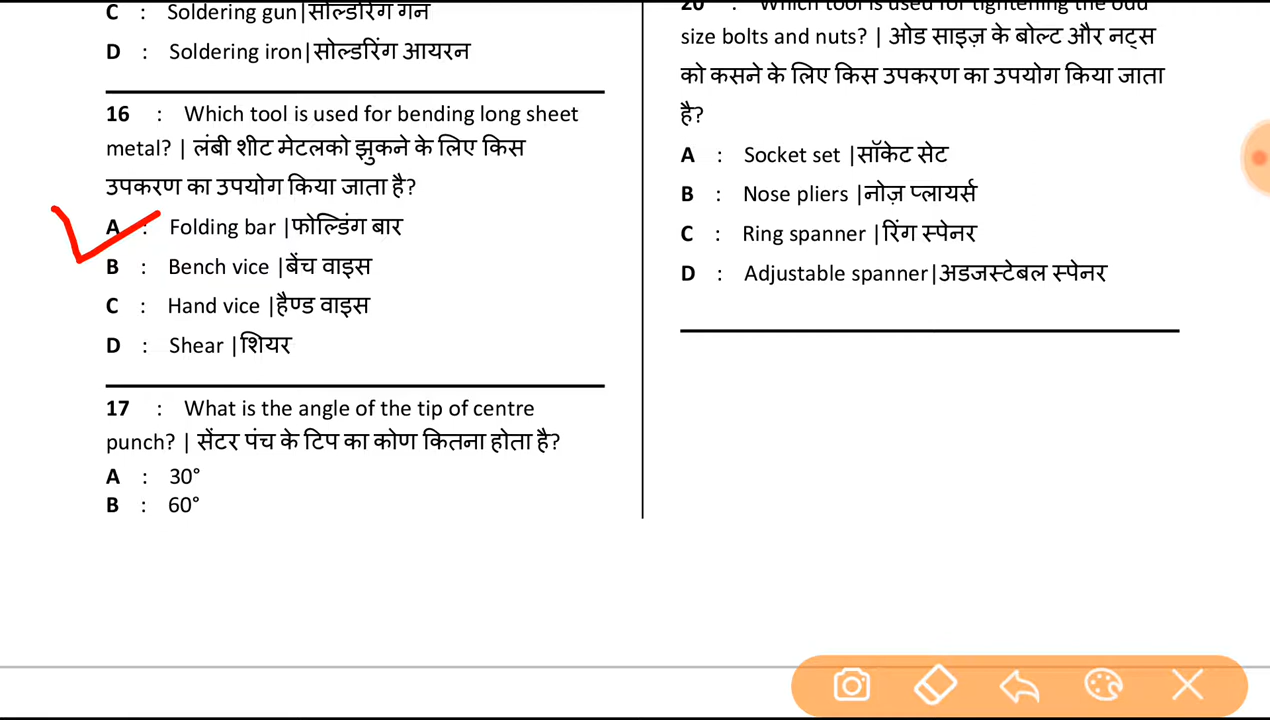 C : Soldering gun|सोल्डरिंग गन
D : Soldering iron|सोल्डरिंग आयरन
16 : Which tool is used for bending long sheet
metal? | लंबी शीट मेटलको झुकने के लिए किस
उपकरण का उपयोग किया जाता है?
A : Folding bar |फोल्डिंग बार
B : Bench vice |बेंच वाइस
C : Hand vice |हैण्ड वाइस
D : Shear |शियर
17 : What is the angle of the tip of centre
punch? | सेंटर पंच के टिप का कोण कितना होता है?
A : 30°
B : 60°
20 : Which tool is used for tightening the odd
size bolts and nuts? | ओड साइज़ के बोल्ट और नट्स
को कसने के लिए किस उपकरण का उपयोग किया जाता
है?
A : Socket set |सॉकेट सेट
B : Nose pliers |नोज़ प्लायर्स
C : Ring spanner |रिंग स्पेनर
D : Adjustable spanner|अडजस्टेबल स्पेनर